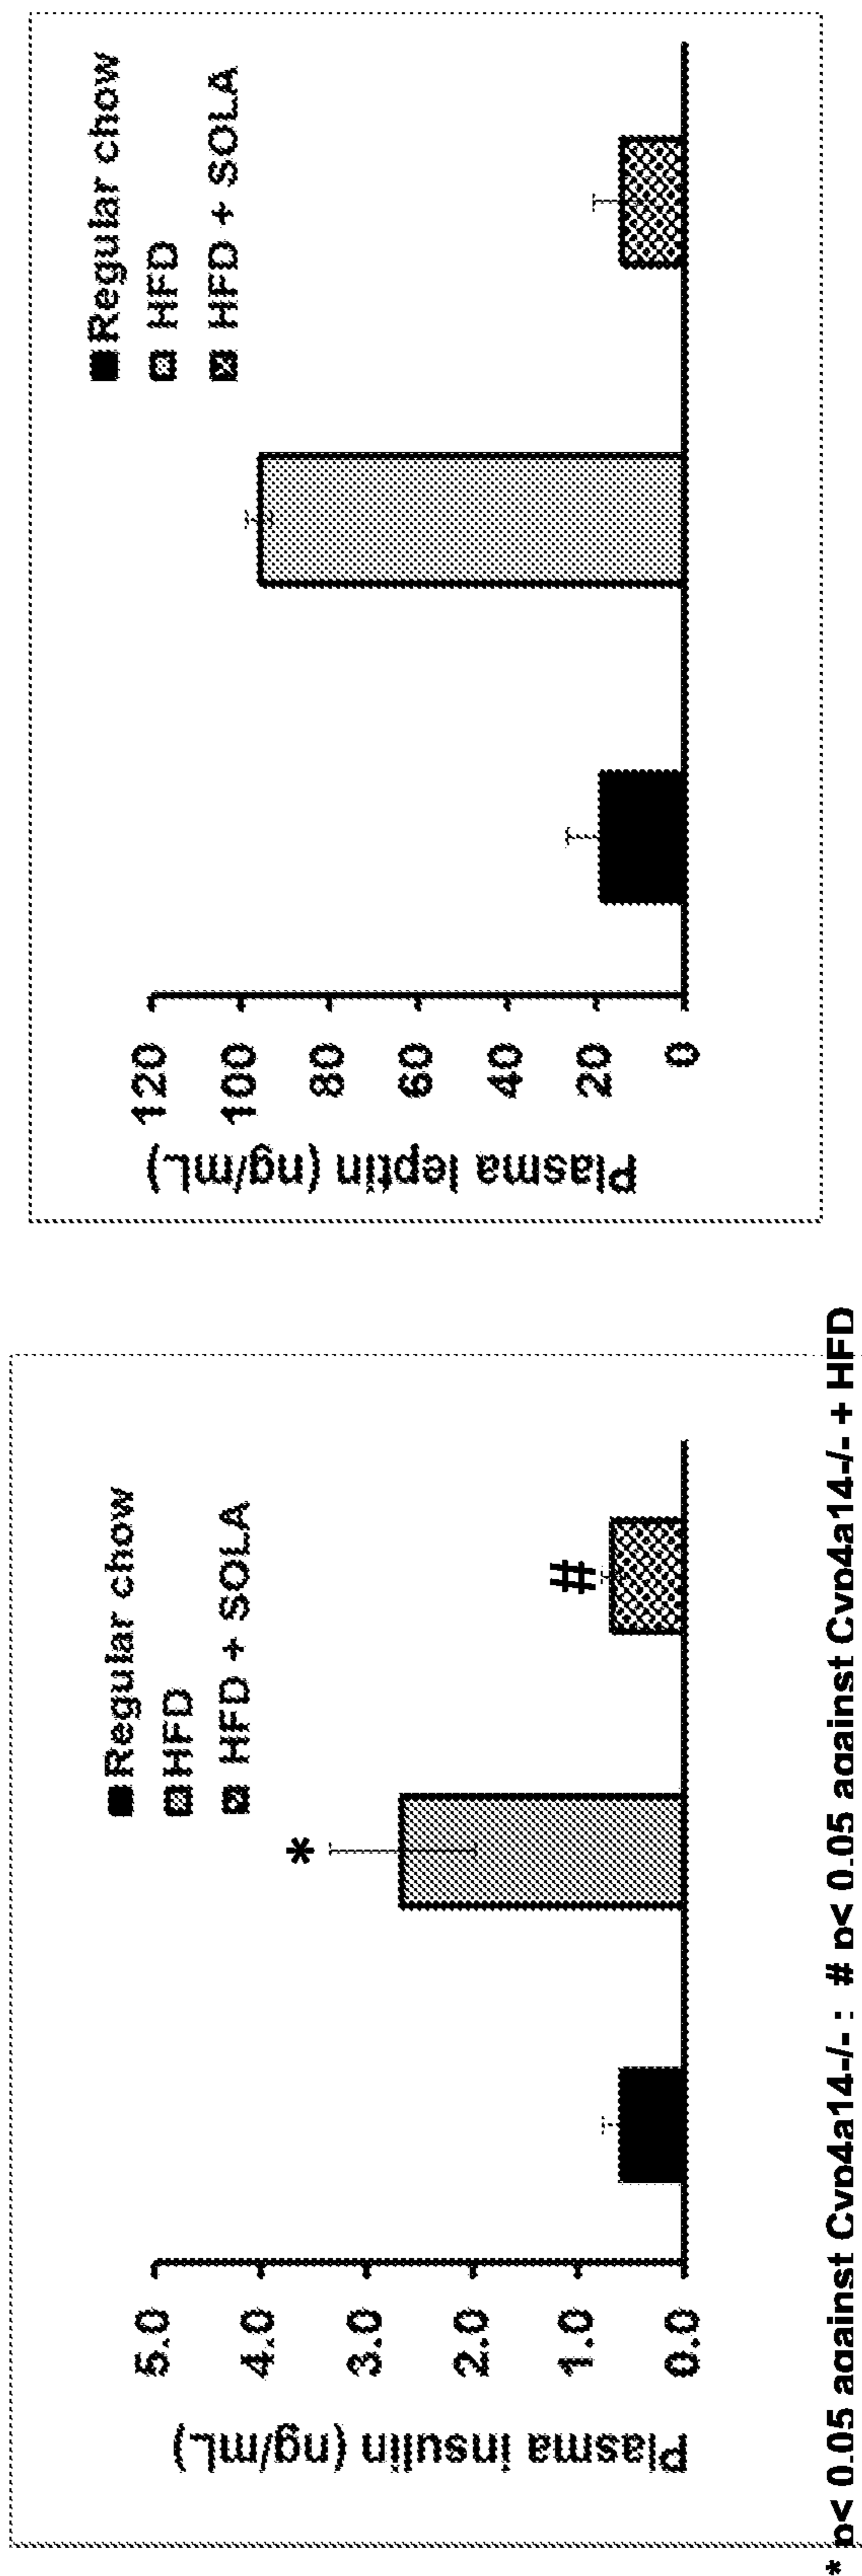 Plasma insulin (ng/mL)
5.0
4.0
3.0
2.0
1.0
0.0
Regular chow
HFD
HFD + SOLA
*
#
Plasma leptin (ng/mL)
120
100
80
60
40
20
0
Regular chow
HFD
HFD + SOLA
* p< 0.05 against Cyp4a14-/- ; # p< 0.05 against Cyp4a14-/- + HFD